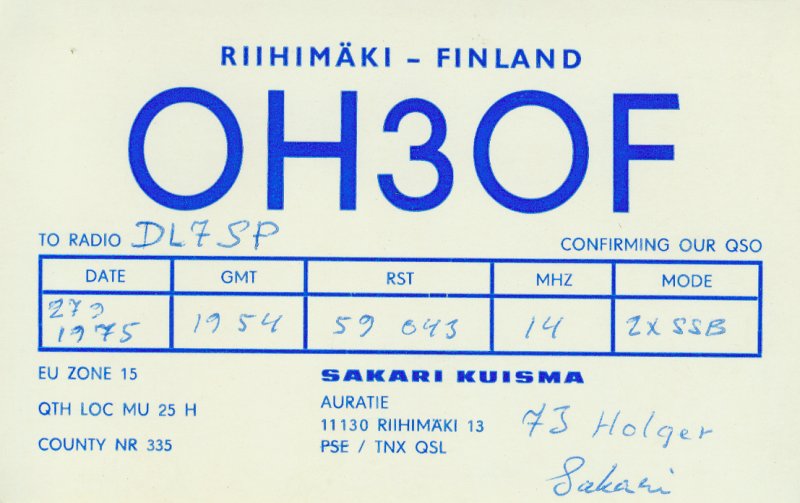 RIIHIMÄKI – FINLAND
OH3OF
TO RADIO DL7SP CONFIRMING OUR QSO
DATE GMT RST MHZ MODE
279
1975 1954 59 043 14 2X SSB
EU ZONE 15
QTH LOC MU 25 H
COUNTY NR 335
SAKARI KUISMA
AURATIE
11130 RIIHIMÄKI 13
PSE / TNX QSL
73 Holger
Sakari